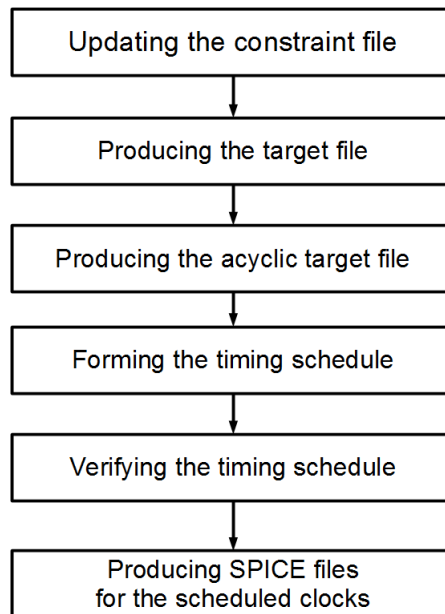 Updating the constraint file
Producing the target file
Producing the acyclic target file
Forming the timing schedule
Verifying the timing schedule
Producing SPICE files
for the scheduled clocks